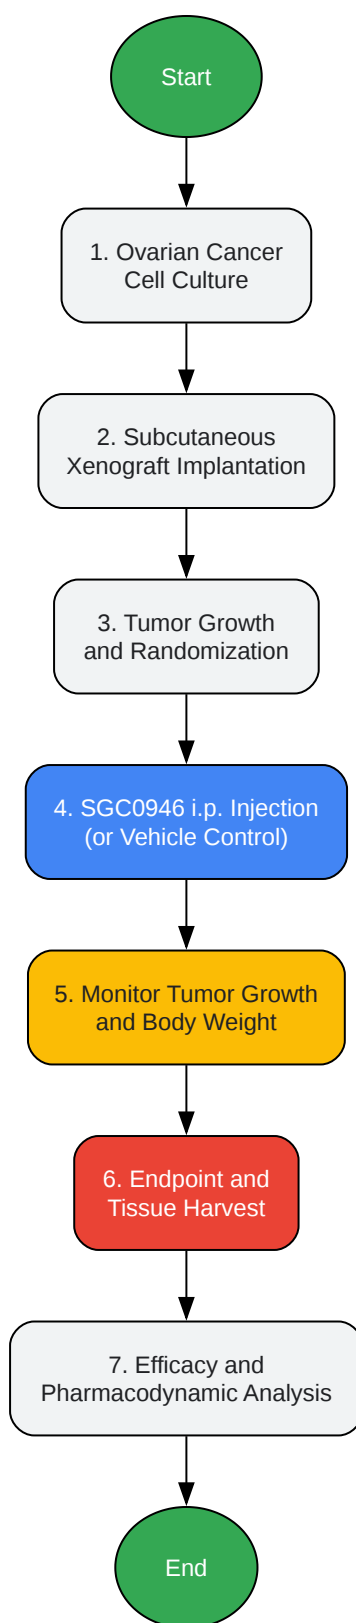 Start
1. Ovarian Cancer
Cell Culture
2. Subcutaneous
Xenograft Implantation
3. Tumor Growth
and Randomization
4. SGC0946 i.p. Injection
(or Vehicle Control)
5. Monitor Tumor Growth
and Body Weight
6. Endpoint and
Tissue Harvest
7. Efficacy and
Pharmacodynamic Analysis
End